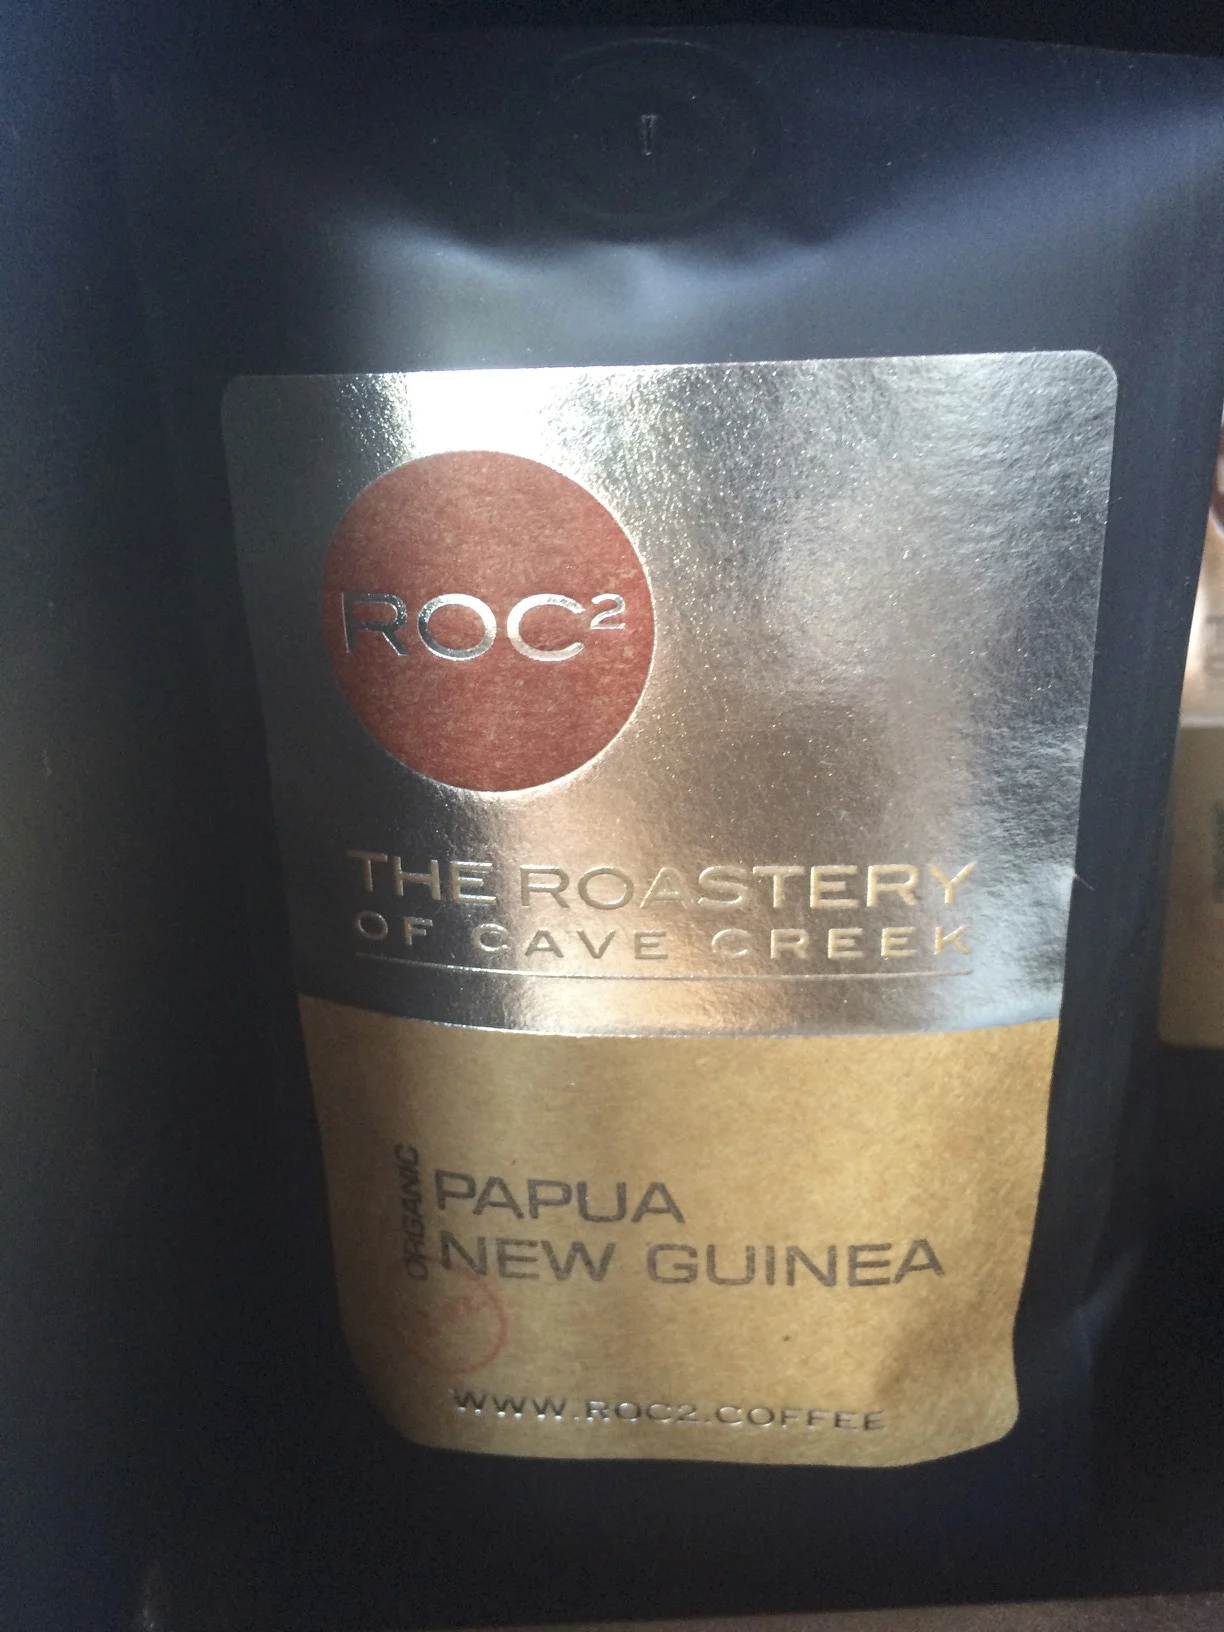 ROC²
THE ROASTERY
OF CAVE CREEK
ORGANIC
PAPUA
NEW GUINEA
WWW.ROC2.COFFEE